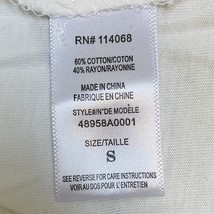 RN# 114068
60% COTTON/COTON
40% RAYON/RAYONNE
MADE IN CHINA
FABRIQUE EN CHINE
STYLE#/N°DE MODÈLE
48958A0001
SIZE/TAILLE
S
SEE REVERSE FOR CARE INSTRUCTIONS
VOIR AU DOS POUR L'ENTRETIEN